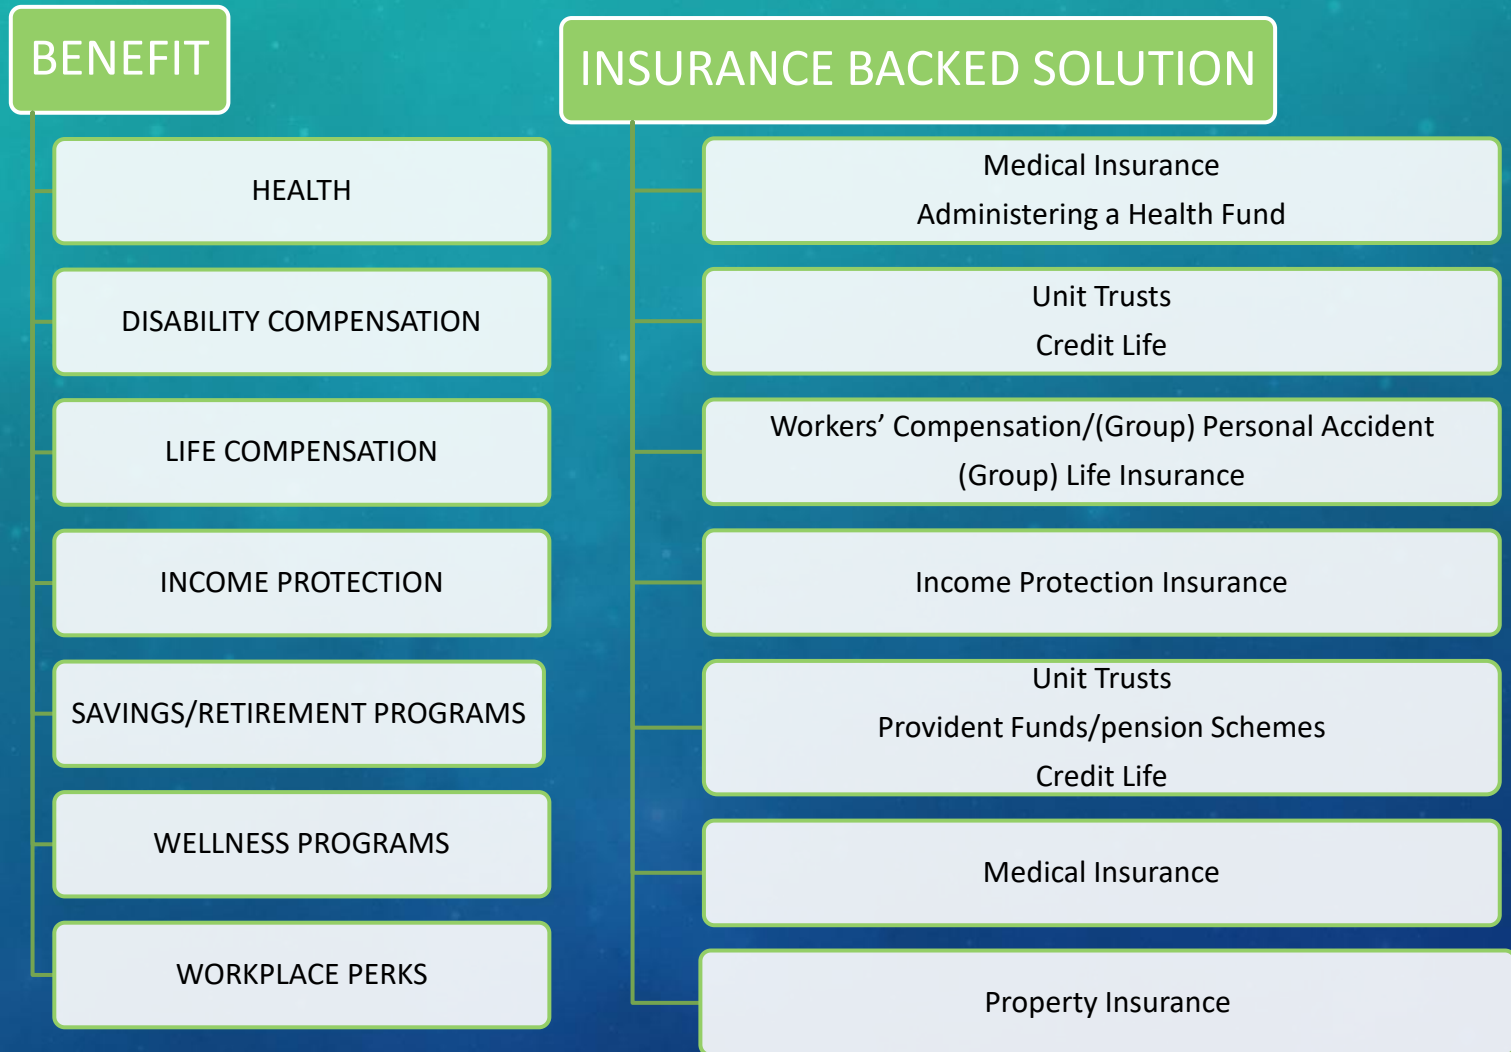 BENEFIT
HEALTH
DISABILITY COMPENSATION
LIFE COMPENSATION
INCOME PROTECTION
SAVINGS/RETIREMENT PROGRAMS
WELLNESS PROGRAMS
WORKPLACE PERKS
INSURANCE BACKED SOLUTION
Medical Insurance
Administering a Health Fund
Unit Trusts
Credit Life
Workers’ Compensation/(Group) Personal Accident
(Group) Life Insurance
Income Protection Insurance
Unit Trusts
Provident Funds/pension Schemes
Credit Life
Medical Insurance
Property Insurance